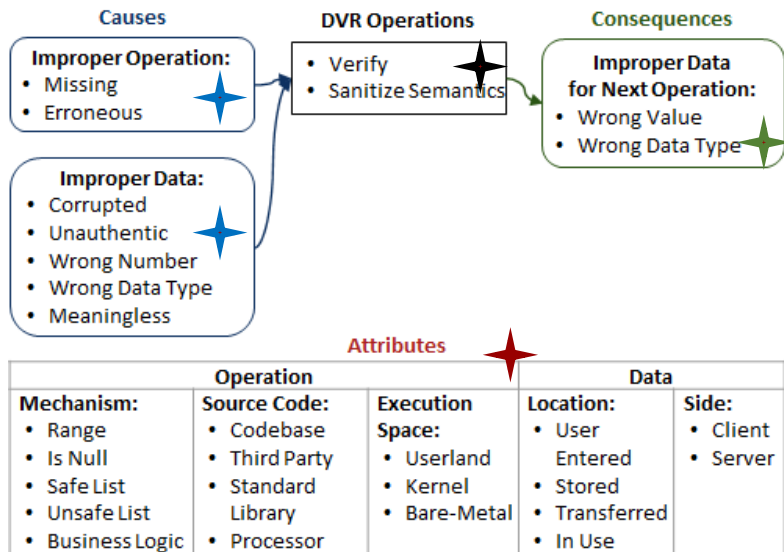 Causes
DVR Operations
Consequences
Improper Operation:
• Missing
• Erroneous
• Verify
• Sanitize Semantics
Improper Data
for Next Operation:
• Wrong Value
• Wrong Data Type
Improper Data:
• Corrupted
• Unauthentic
• Wrong Number
• Wrong Data Type
• Meaningless
Attributes
Operation
Data
Mechanism:
• Range
• Is Null
• Safe List
• Unsafe List
• Business Logic
Source Code:
• Codebase
• Third Party
• Standard
Library
• Processor
Execution
Space:
• Userland
• Kernel
• Bare-Metal
Location:
• User
Entered
• Stored
• Transferred
• In Use
Side:
• Client
• Server